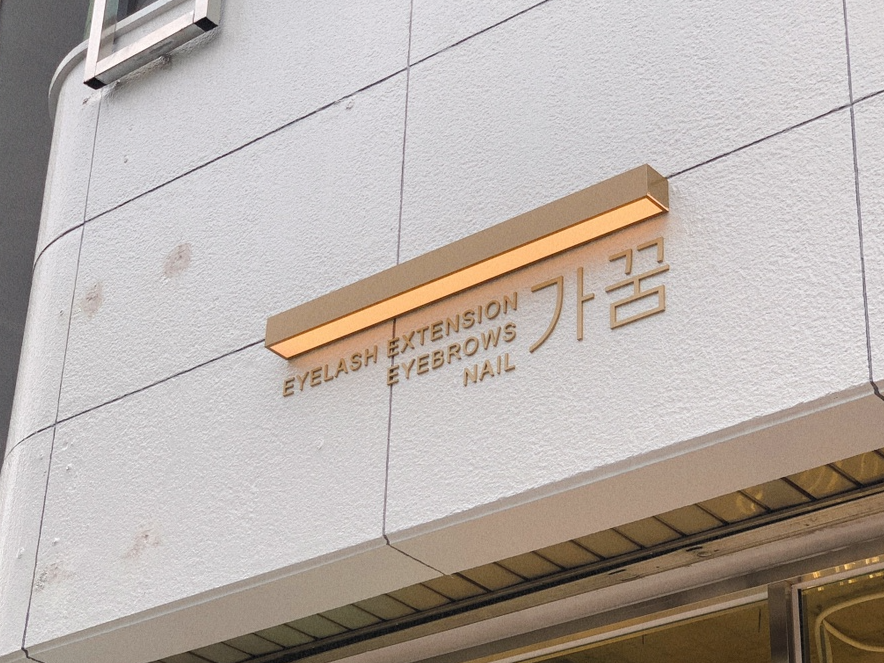 EYELASH EXTENSION
EYEBROWS
NAIL
가꿈